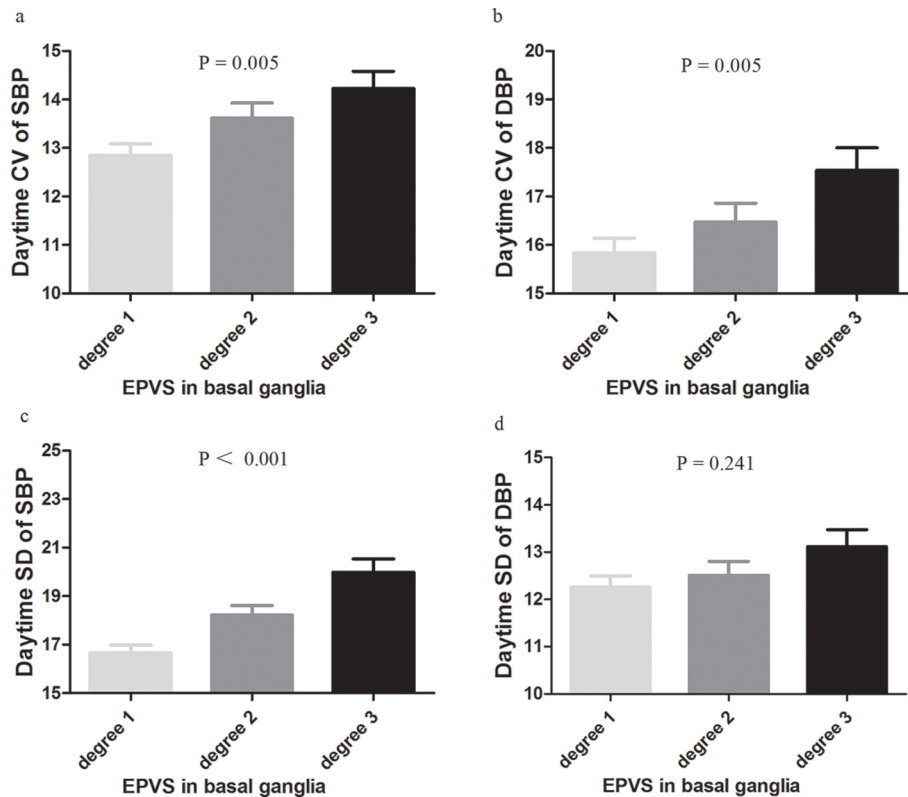 a
Daytime CV of SBP
15
14
13
12
11
10
P = 0.005
degree 1
degree 2
degree 3
EPVS in basal ganglia
b
Daytime CV of DBP
20
19
18
17
16
15
P = 0.005
degree 1
degree 2
degree 3
EPVS in basal ganglia
c
Daytime SD of SBP
25
23
21
19
17
15
P < 0.001
degree 1
degree 2
degree 3
EPVS in basal ganglia
d
Daytime SD of DBP
15
14
13
12
11
10
P = 0.241
degree 1
degree 2
degree 3
EPVS in basal ganglia